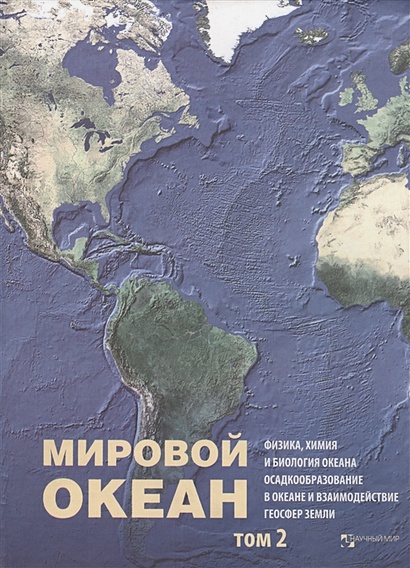 МИРОВОЙ
ОКЕАН
ТОМ 2
ФИЗИКА, ХИМИЯ
И БИОЛОГИЯ ОКЕАНА
ОСАДКООБРАЗОВАНИЕ
В ОКЕАНЕ И ВЗАИМОДЕЙСТВИЕ
ГЕОСФЕР ЗЕМЛИ
НАУЧНЫЙ МИР